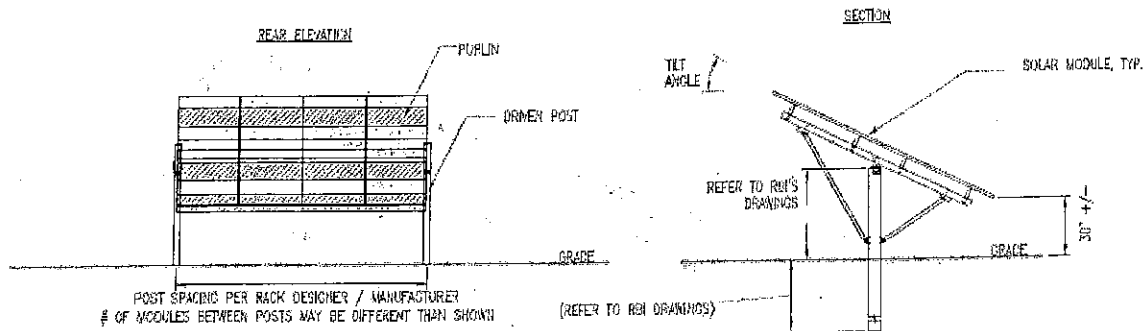 REAR ELEVATION
PURLIN
DRIVEN POST
GRADE
POST SPACING PER RACK DESIGNER / MANUFACTURER
# OF MODULES BETWEEN POSTS MAY BE DIFFERENT THAN SHOWN
SECTION
TILT
ANGLE
SOLAR MODULE, TYP.
REFER TO RBI'S
DRAWINGS
30" +/-
GRADE
(REFER TO RBI DRAWINGS)